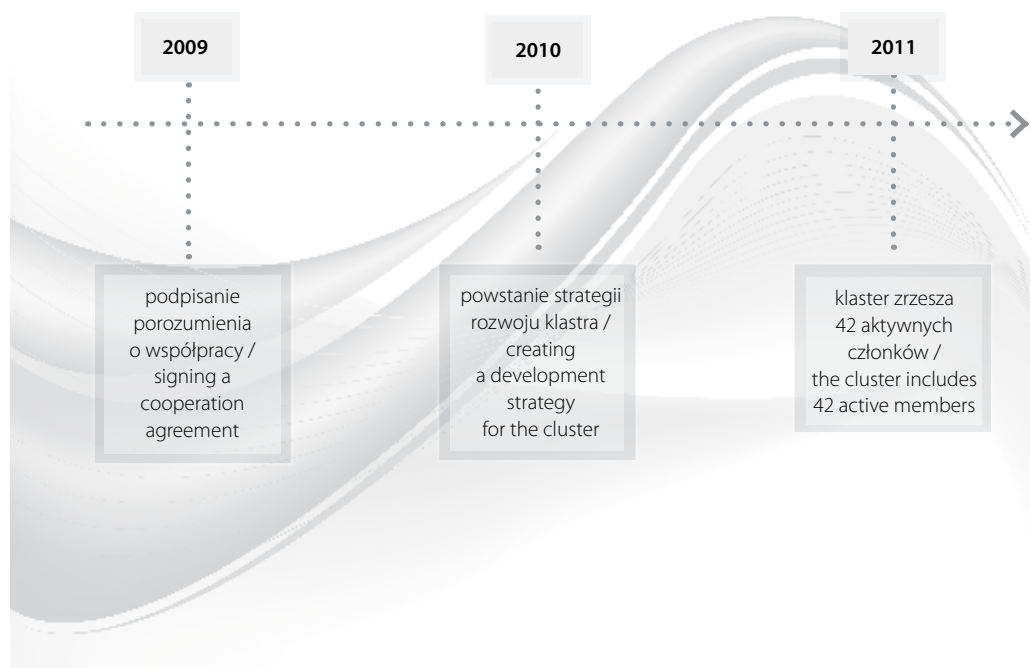 2009
2010
2011
podpisanie
porozumienia
o współpracy /
signing a
cooperation
agreement
powstanie strategii
rozwoju klastra /
creating
a development
strategy
for the cluster
klaster zrzesza
42 aktywnych
członków /
the cluster includes
42 active members